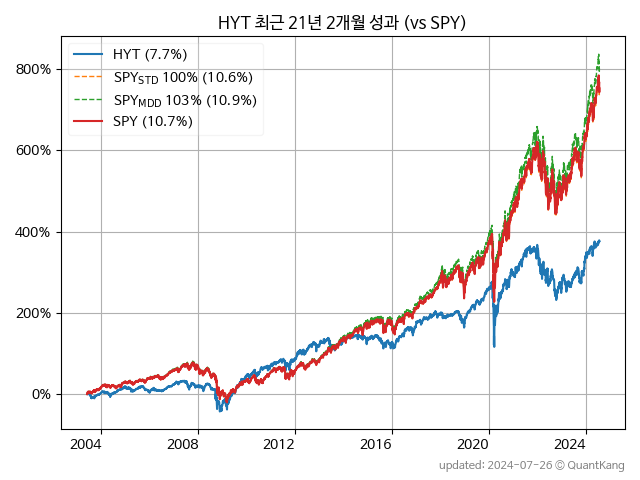 HYT 최근 21년 2개월 성과 (vs SPY)
HYT (7.7%)
SPY_STD 100% (10.6%)
SPY_MDD 103% (10.9%)
SPY (10.7%)
800%
600%
400%
200%
0%
2004 2008 2012 2016 2020 2024
updated: 2024-07-26 © QuantKang